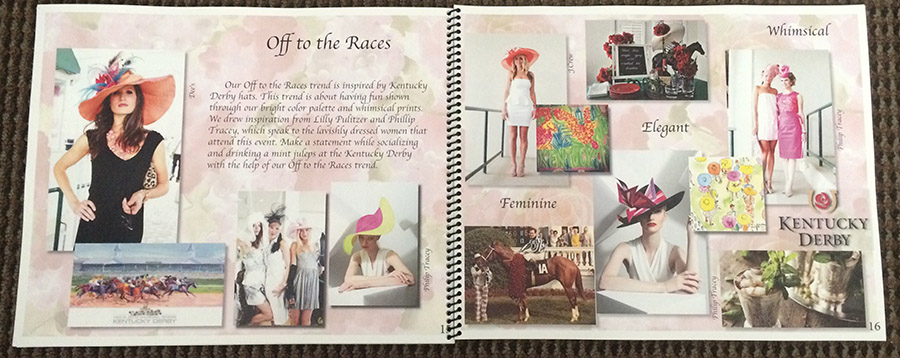 Off to the Races
Our Off to the Races trend is inspired by Kentucky
Derby hats. This trend is about having fun shown
through our bright color palette and whimsical prints.
We drew inspiration from Lilly Pulitzer and Phillip
Tracey, which speak to the lavishly dressed women that
attend this event. Make a statement while socializing
and drinking a mint juleps at the Kentucky Derby
with the help of our Off to the Races trend.
Dee's
Philip Tracey
KENTUCKY DERBY
1
Whimsical
J.Crew
Philip Tracey
Elegant
Feminine
1A
KENTUCKY
DERBY
Philip Tracey
16